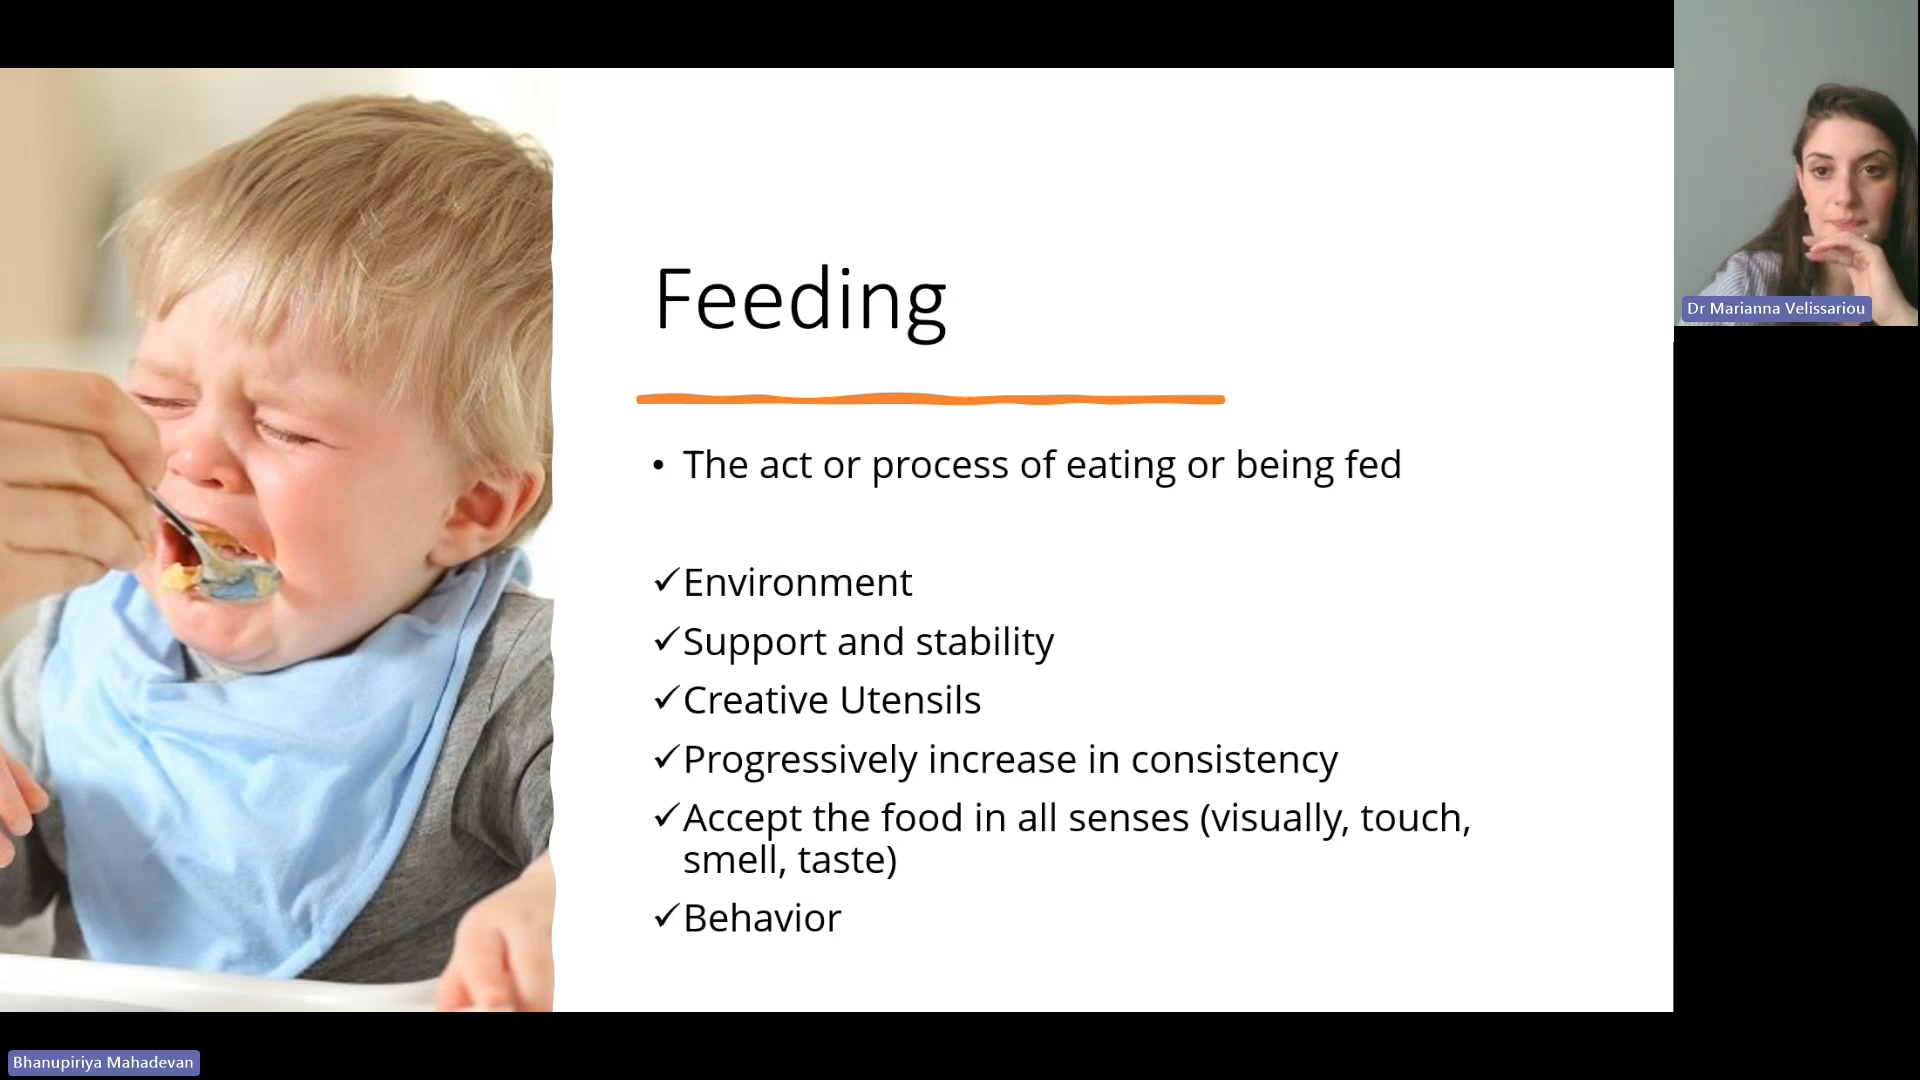 Feeding
• The act or process of eating or being fed
✓Environment
✓Support and stability
✓Creative Utensils
✓Progressively increase in consistency
✓Accept the food in all senses (visually, touch,
smell, taste)
✓Behavior
Dr Marianna Velissariou
Bhanupiriya Mahadevan